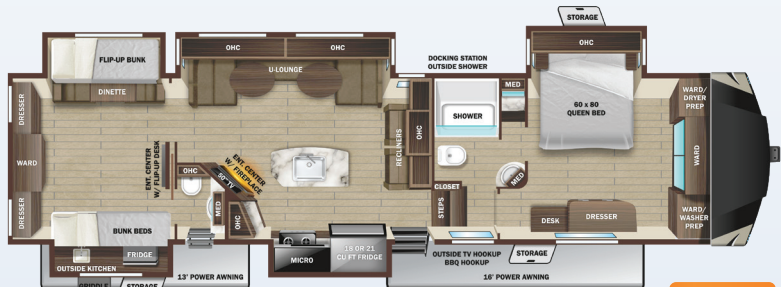 STORAGE
OHC
OHC
OHC
FLIP-UP BUNK
DINETTE
U-LOUNGE
DOCKING STATION
OUTSIDE SHOWER
MED
SHOWER
60 x 80
QUEEN BED
WARD/
DRYER
PREP
DRESSER
WARD
DRESSER
ENT. CENTER
W/ FLIP-UP DESK
OHC
ENT. CENTER
W/ FIREPLACE
50" TV
MED
OHC
RECLINERS
OHC
MED
CLOSET
STEPS
DESK
DRESSER
WARD
WARD/
WASHER
PREP
BUNK BEDS
FRIDGE
OUTSIDE KITCHEN
GRIDDLE
STORAGE
13' POWER AWNING
MICRO
18 OR 21
CU FT FRIDGE
OUTSIDE TV HOOKUP
BBQ HOOKUP
STORAGE
16' POWER AWNING